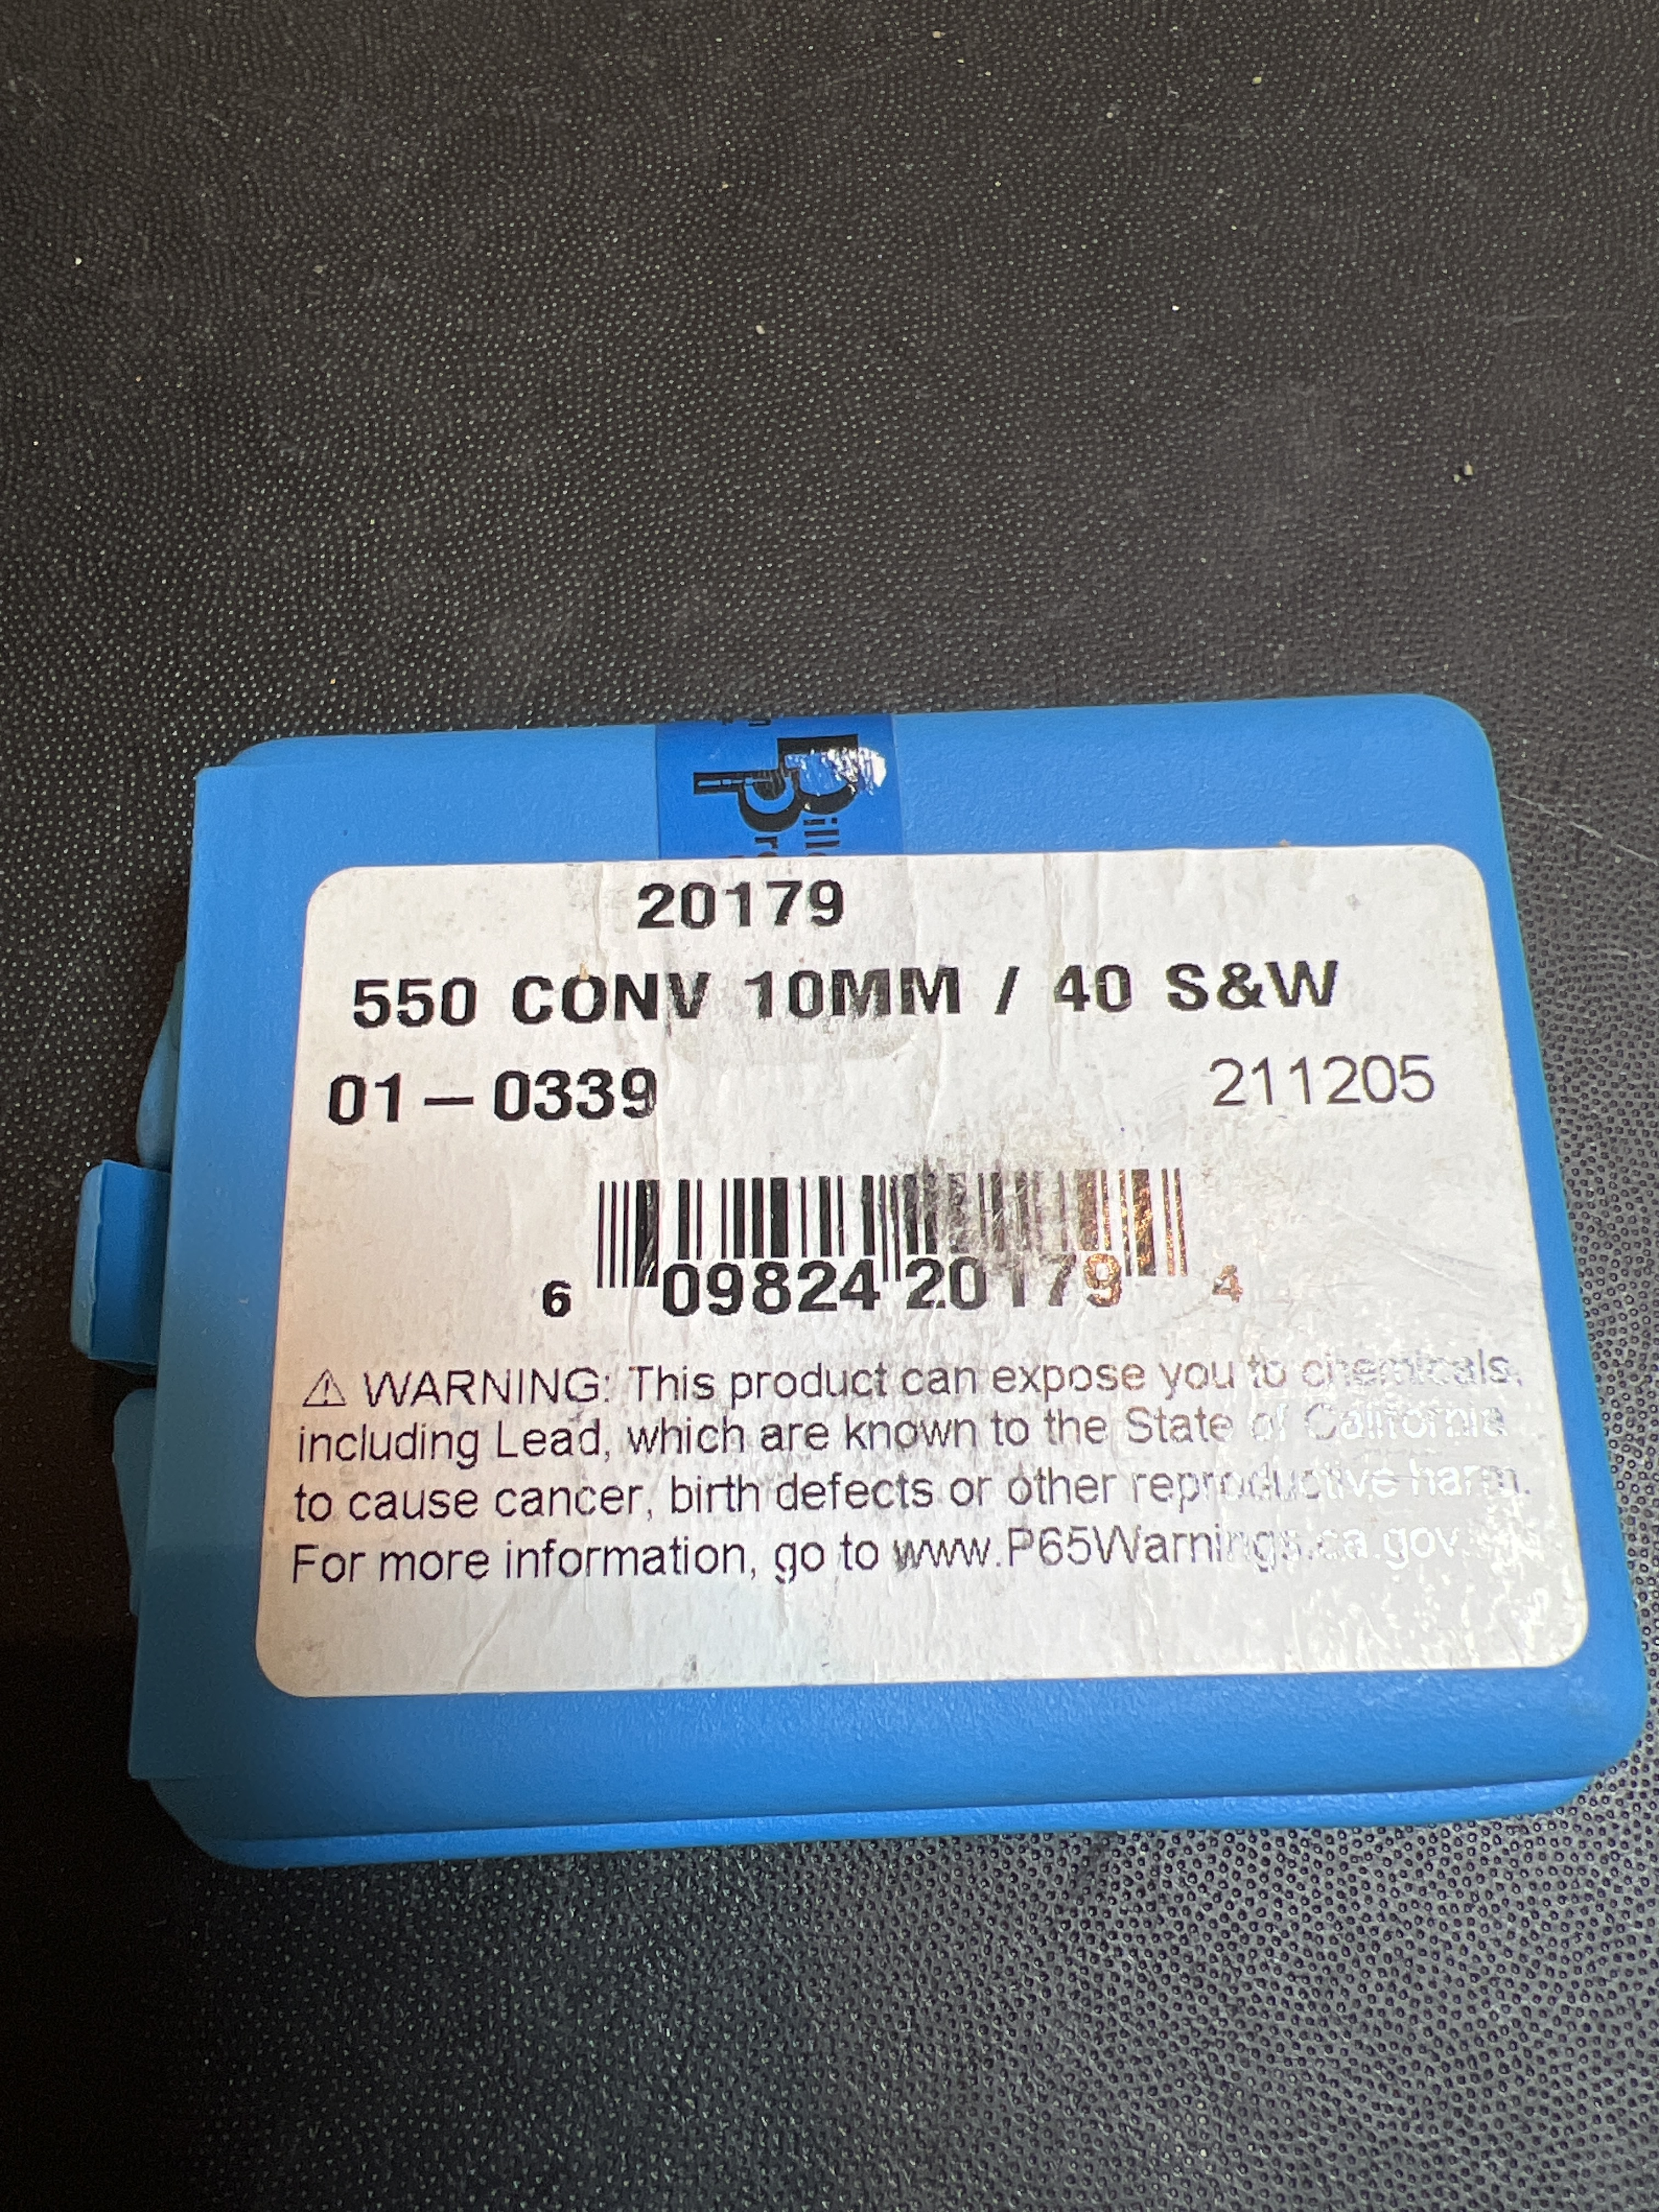 20179
550 CONV 10MM / 40 S&W
01-0339
211205
6 09824 20179 4
⚠ WARNING: This product can expose you to chemicals,
including Lead, which are known to the State of California
to cause cancer, birth defects or other reproductive harm.
For more information, go to www.P65Warnings.ca.gov.